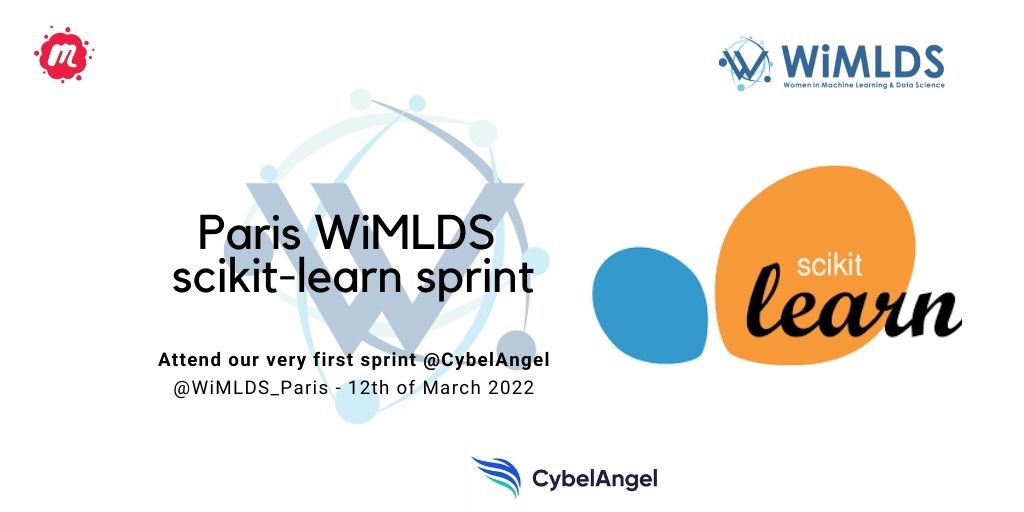 m
WiMLDS
Women in Machine Learning & Data Science
W
Paris WiMLDS
scikit-learn sprint
scikit
learn
Attend our very first sprint @CybelAngel
@WiMLDS_Paris - 12th of March 2022
CybelAngel